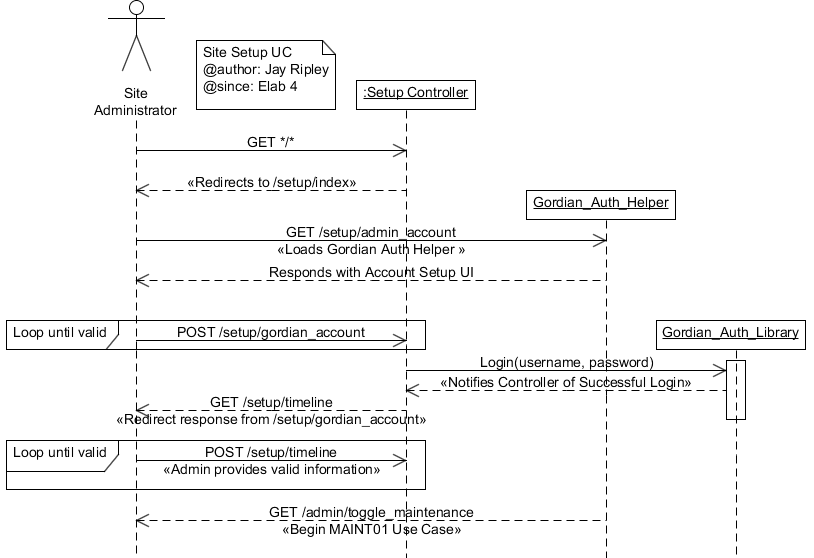 Site Setup UC
@author: Jay Ripley
@since: Elab 4
Site
Administrator
:Setup Controller
GET */*
«Redirects to /setup/index»
Gordian_Auth_Helper
GET /setup/admin_account
«Loads Gordian Auth Helper »
Responds with Account Setup UI
Loop until valid
POST /setup/gordian_account
Gordian_Auth_Library
Login(username, password)
«Notifies Controller of Successful Login»
GET /setup/timeline
«Redirect response from /setup/gordian_account»
Loop until valid
POST /setup/timeline
«Admin provides valid information»
GET /admin/toggle_maintenance
«Begin MAINT01 Use Case»